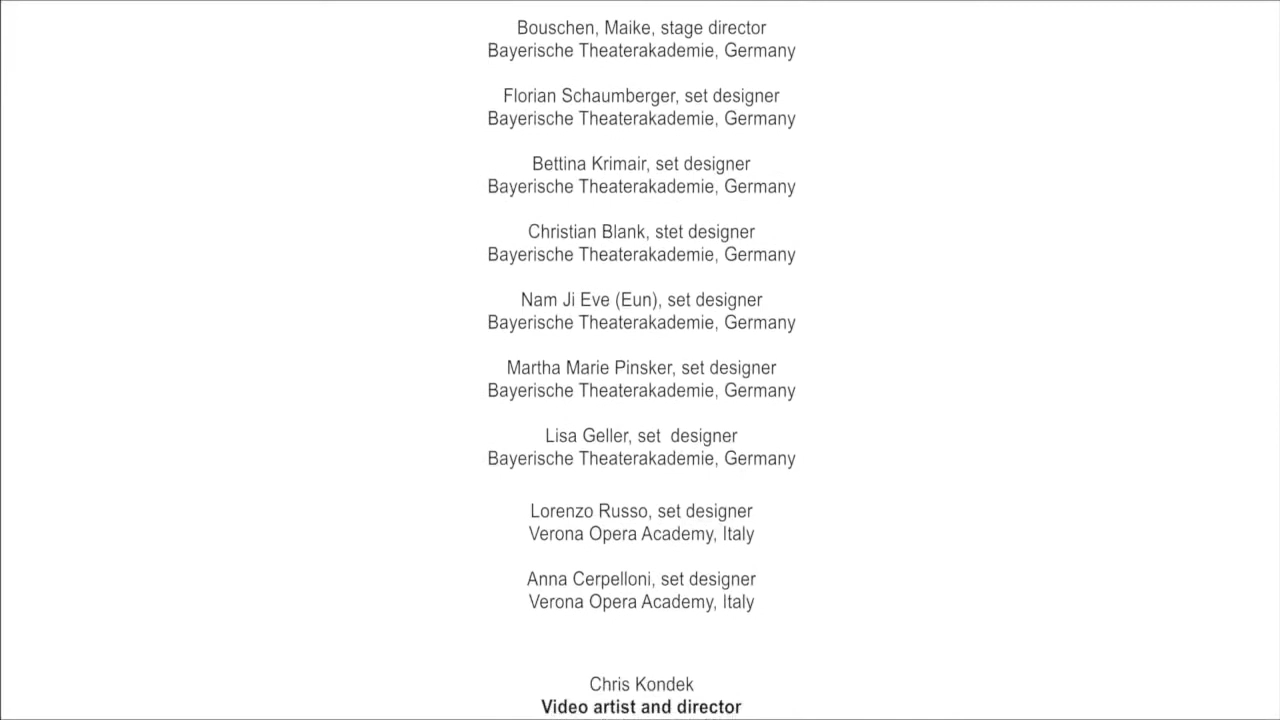 Bouschen, Maike, stage director
Bayerische Theaterakademie, Germany
Florian Schaumberger, set designer
Bayerische Theaterakademie, Germany
Bettina Krimair, set designer
Bayerische Theaterakademie, Germany
Christian Blank, stet designer
Bayerische Theaterakademie, Germany
Nam Ji Eve (Eun), set designer
Bayerische Theaterakademie, Germany
Martha Marie Pinsker, set designer
Bayerische Theaterakademie, Germany
Lisa Geller, set  designer
Bayerische Theaterakademie, Germany
Lorenzo Russo, set designer
Verona Opera Academy, Italy
Anna Cerpelloni, set designer
Verona Opera Academy, Italy
Chris Kondek
Video artist and director